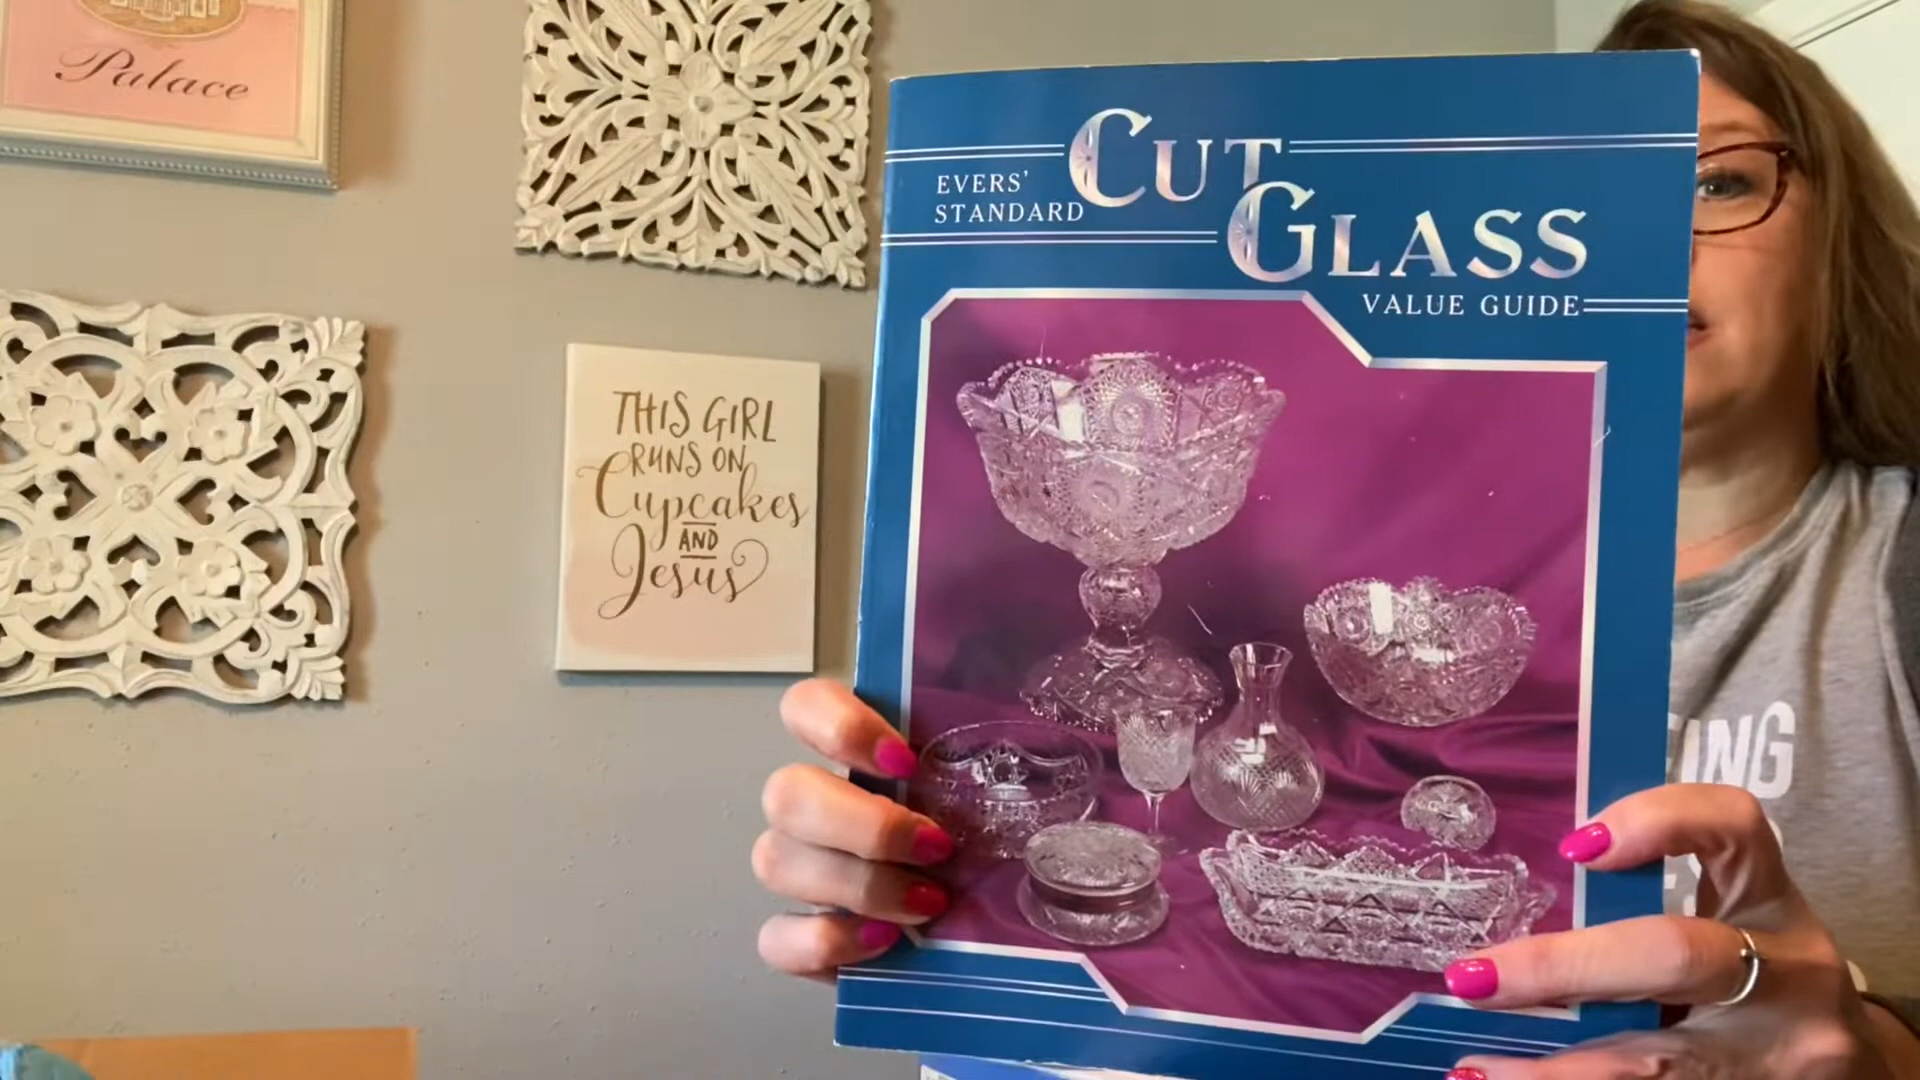 Palace
THIS GIRL
RUNS ON
Cupcakes
AND
Jesus
EVERS'
STANDARD
CUT
GLASS
VALUE GUIDE